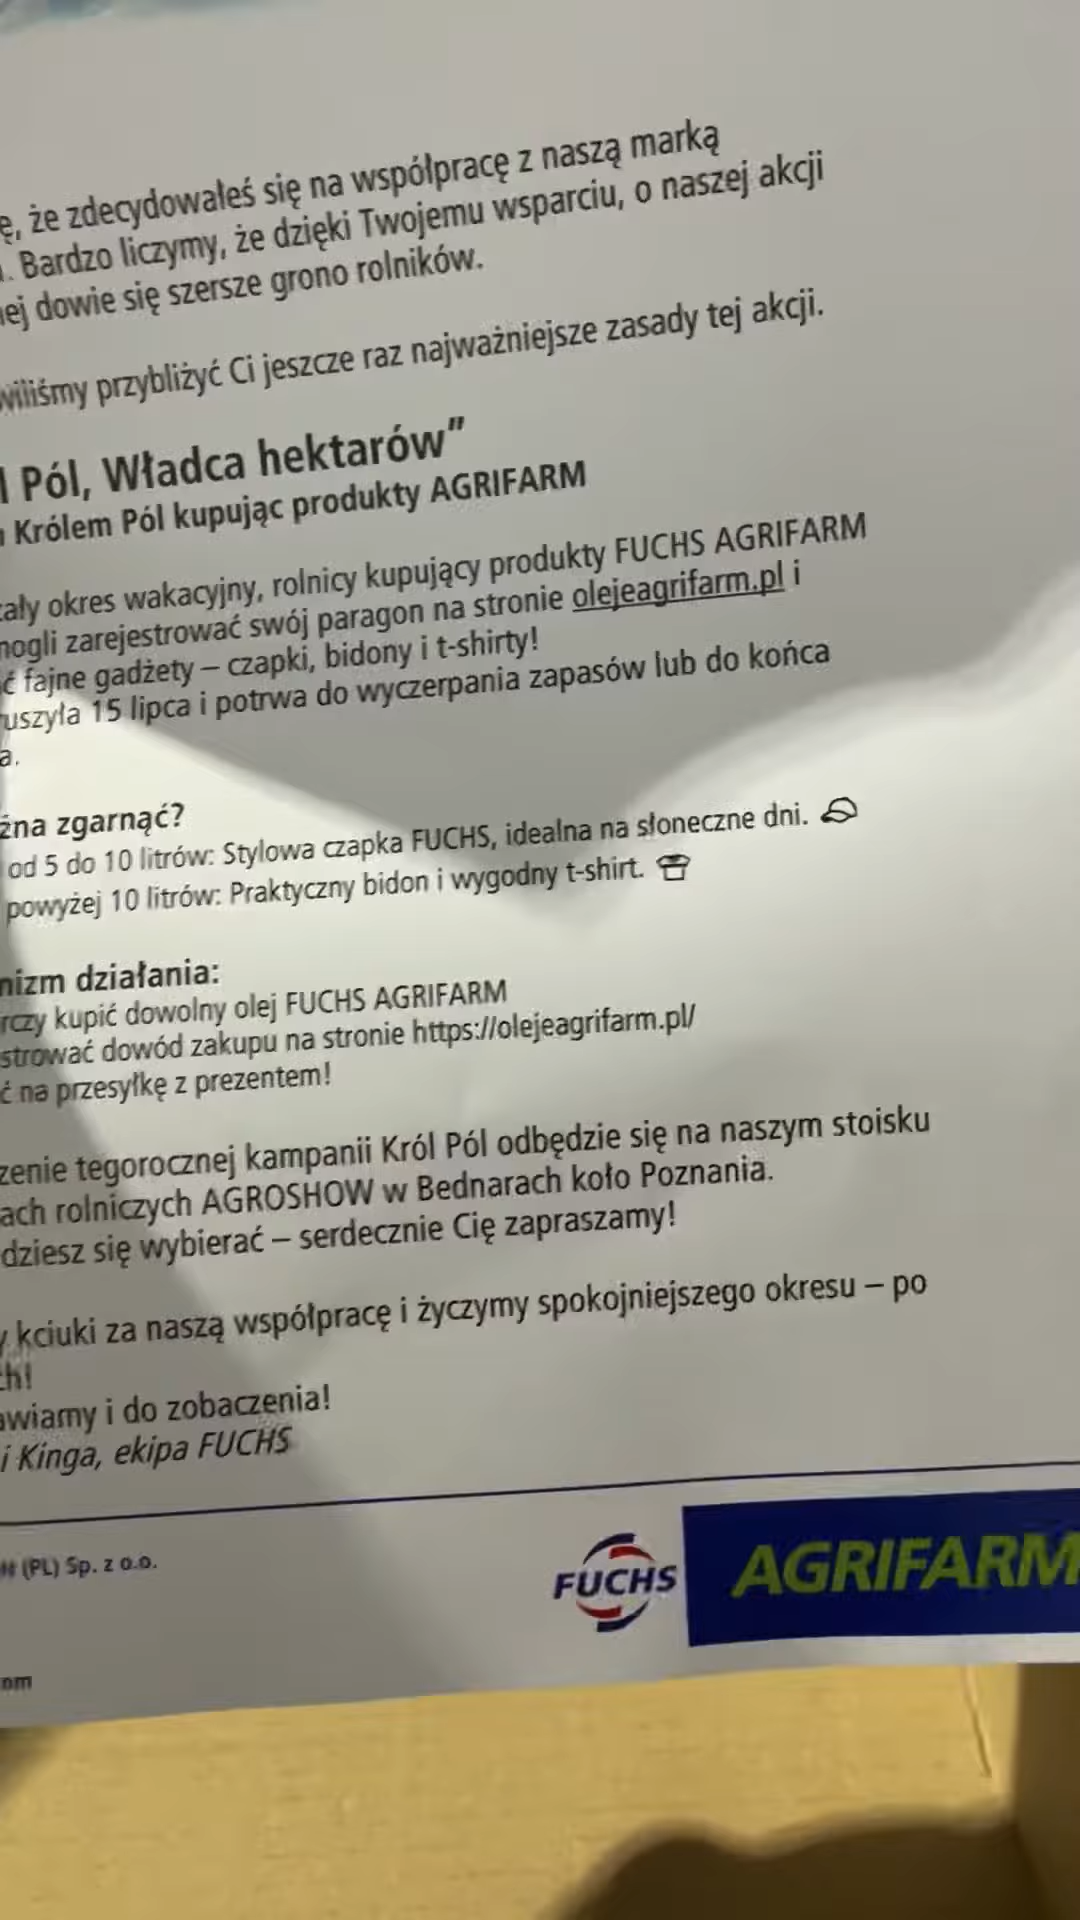 że zdecydowałeś się na współpracę z naszą marką
. Bardzo liczymy, że dzięki Twojemu wsparciu, o naszej akcji
ej dowie się szersze grono rolników.
wiliśmy przybliżyć Ci jeszcze raz najważniejsze zasady tej akcji.
l Pól, Władca hektarów”
Królem Pól kupując produkty AGRIFARM
ały okres wakacyjny, rolnicy kupujący produkty FUCHS AGRIFARM
mogli zarejestrować swój paragon na stronie olejeagrifarm.pl i
ć fajne gadżety – czapki, bidony i t-shirty!
uszyła 15 lipca i potrwa do wyczerpania zapasów lub do końca
a.
żna zgarnąć?
od 5 do 10 litrów: Stylowa czapka FUCHS, idealna na słoneczne dni.
powyżej 10 litrów: Praktyczny bidon i wygodny t-shirt.
nizm działania:
rczy kupić dowolny olej FUCHS AGRIFARM
strować dowód zakupu na stronie https://olejeagrifarm.pl/
ć na przesyłkę z prezentem!
zenie tegorocznej kampanii Król Pól odbędzie się na naszym stoisku
ach rolniczych AGROSHOW w Bednarach koło Poznania.
dziesz się wybierać – serdecznie Cię zapraszamy!
y kciuki za naszą współpracę i życzymy spokojniejszego okresu – po
ch!
awiamy i do zobaczenia!
i Kinga, ekipa FUCHS
(PL) Sp. z o.o.
FUCHS
AGRIFARM
om